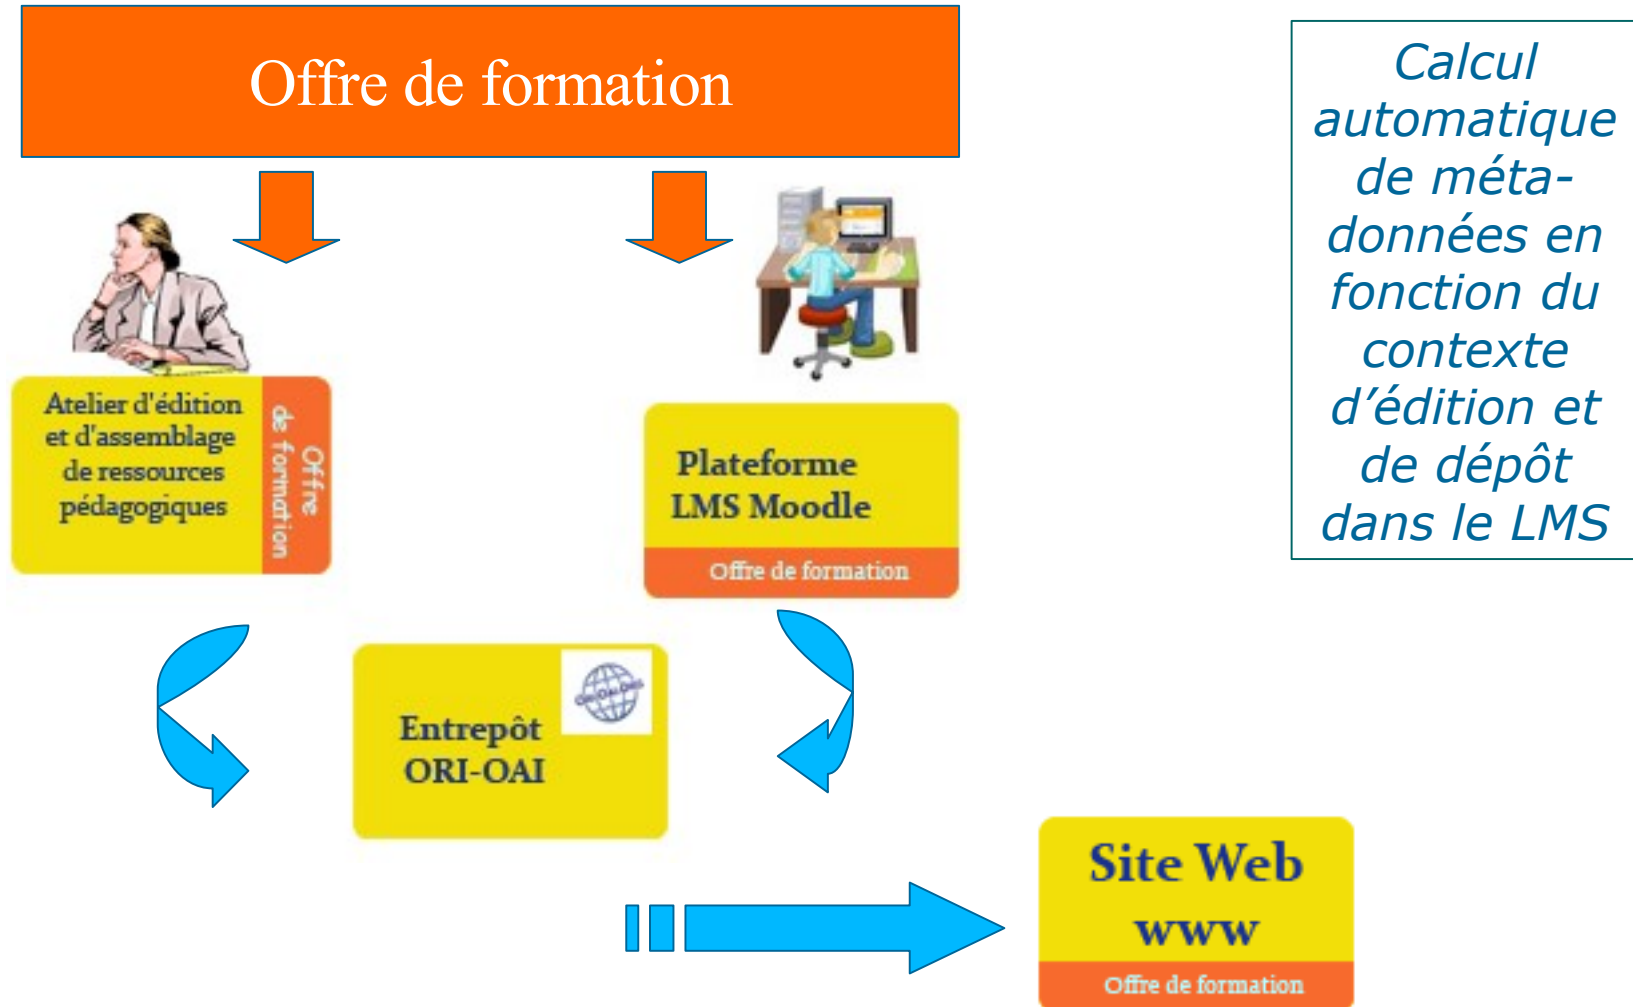 Offre de formation
Calcul
automatique
de méta-
données en
fonction du
contexte
d’édition et
de dépôt
dans le LMS
Atelier d'édition
et d'assemblage
de ressources
pédagogiques
Offre
de formation
Plateforme
LMS Moodle
Offre de formation
Entrepôt
ORI-OAI
Site Web
www
Offre de formation